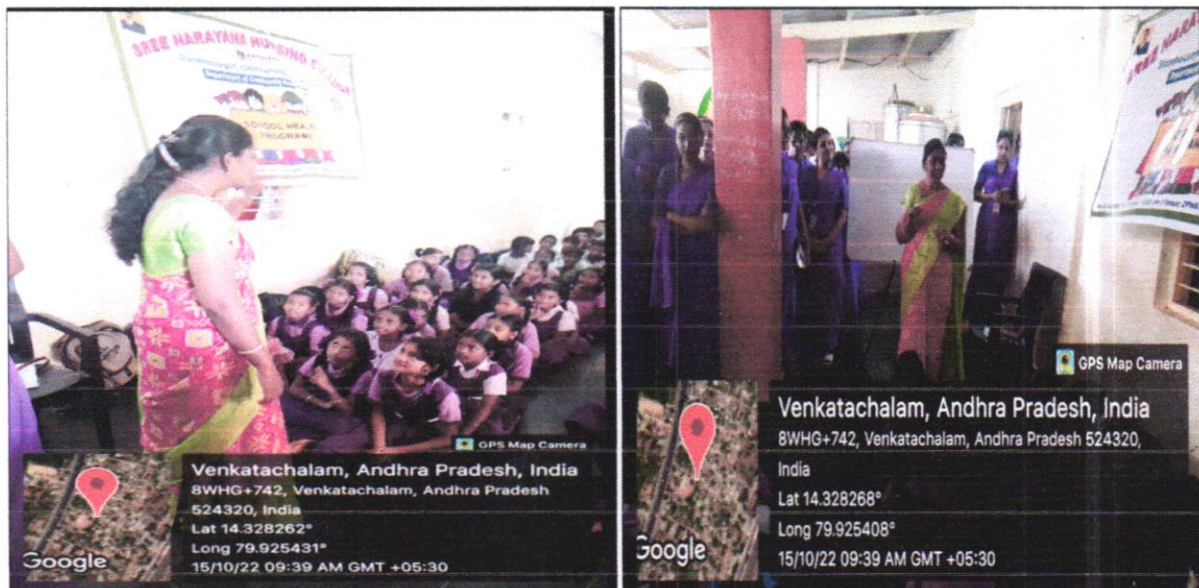 SREE NARAYANA NURSING COLLEGE
SCHOOL HEALTH
PROGRAMME
GPS Map Camera
Venkatachalam, Andhra Pradesh, India
8WHG+742, Venkatachalam, Andhra Pradesh
524320, India
Lat 14.328262°
Long 79.925431°
15/10/22 09:39 AM GMT +05:30
Google
SREE NARA
GPS Map Camera
Venkatachalam, Andhra Pradesh, India
8WHG+742, Venkatachalam, Andhra Pradesh 524320,
India
Lat 14.328268°
Long 79.925408°
15/10/22 09:39 AM GMT +05:30
Google